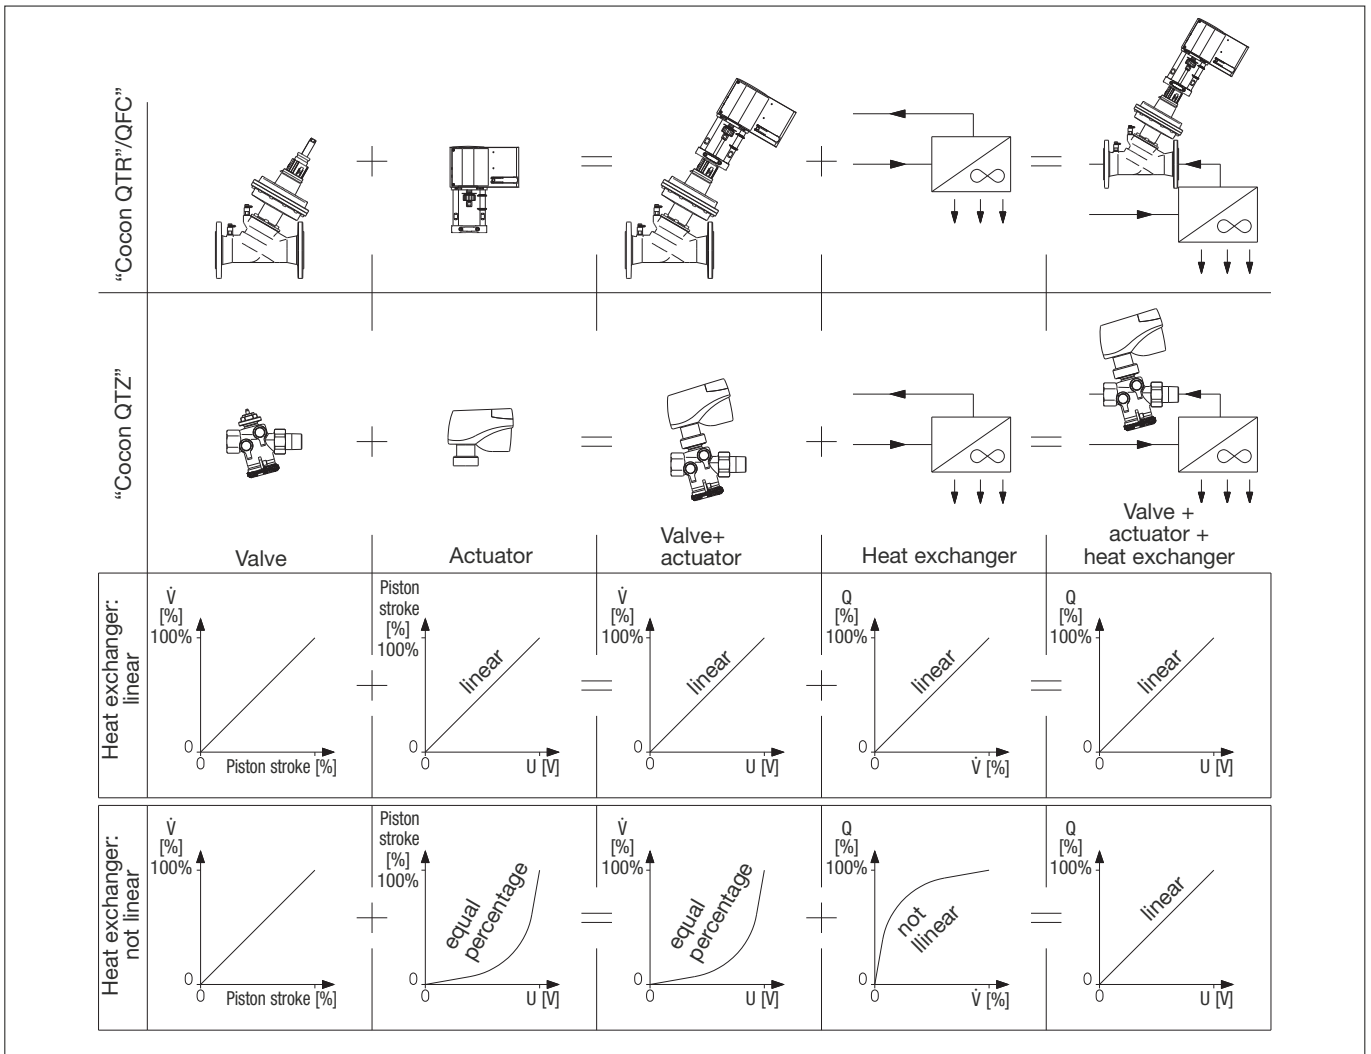 “Cocon QTR”/QFC”
“Cocon QTZ”
Valve
Actuator
Valve+
actuator
Heat exchanger
Valve +
actuator +
heat exchanger
Heat exchanger:
linear
V̇
[%]
100%
0
0
Piston stroke [%]
Piston
stroke
[%]
100%
linear
0
0
U [V]
V̇
[%]
100%
linear
0
0
U [V]
Q
[%]
100%
linear
0
0
V̇ [%]
Q
[%]
100%
linear
0
0
U [V]
Heat exchanger:
not linear
V̇
[%]
100%
0
0
Piston stroke [%]
Piston
stroke
[%]
100%
equal
percentage
0
0
U [V]
V̇
[%]
100%
equal
percentage
0
0
U [V]
Q
[%]
100%
not
llinear
0
0
V̇ [%]
Q
[%]
100%
linear
0
0
U [V]